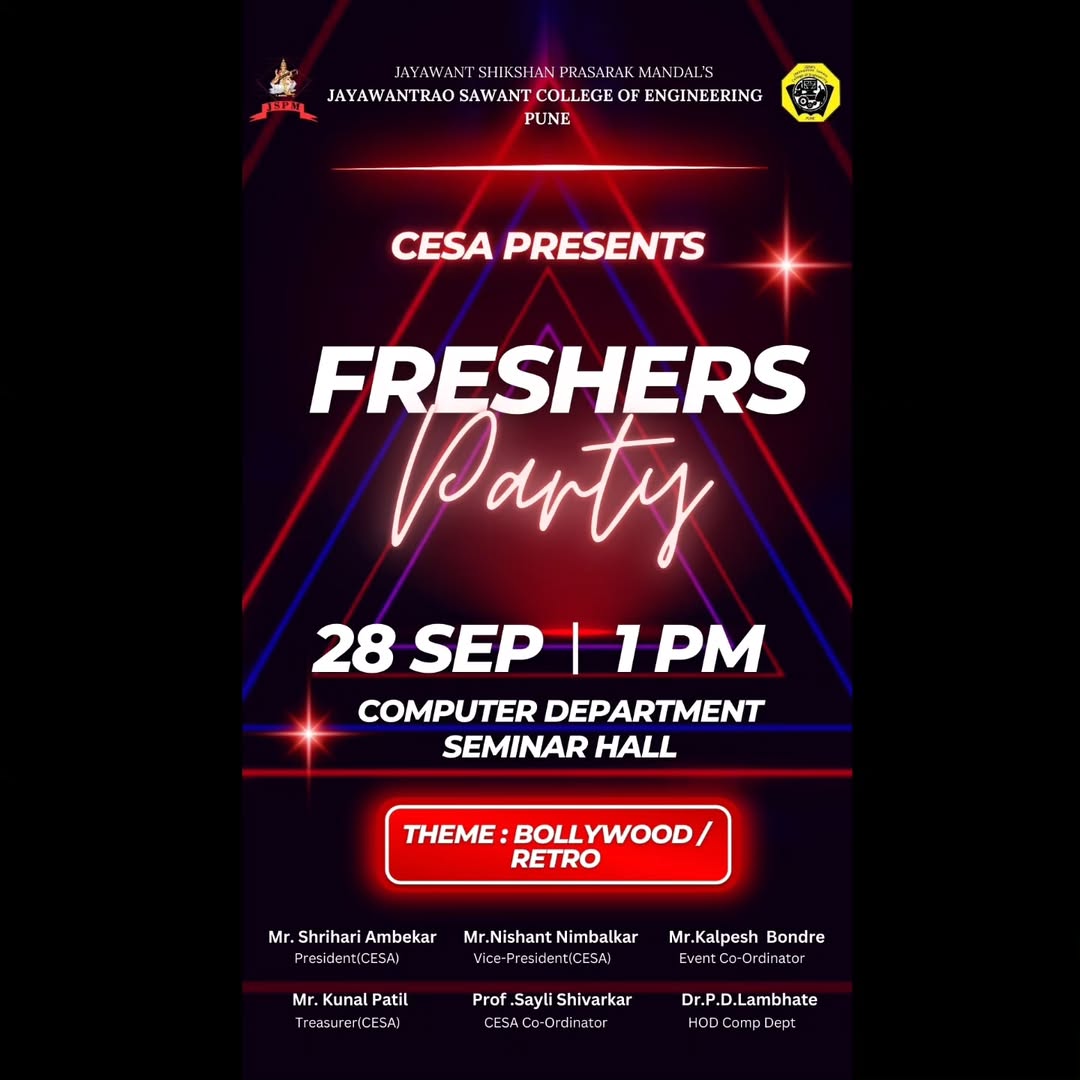 JAYAWANT SHIKSHAN PRASARAK MANDAL'S
JAYAWANTRAO SAWANT COLLEGE OF ENGINEERING
PUNE
JSPM
CESA PRESENTS
FRESHERS
Party
28 SEP | 1 PM
COMPUTER DEPARTMENT
SEMINAR HALL
THEME : BOLLYWOOD /
RETRO
Mr. Shrihari Ambekar
President(CESA)
Mr.Nishant Nimbalkar
Vice-President(CESA)
Mr.Kalpesh Bondre
Event Co-Ordinator
Mr. Kunal Patil
Treasurer(CESA)
Prof .Sayli Shivarkar
CESA Co-Ordinator
Dr.P.D.Lambhate
HOD Comp Dept